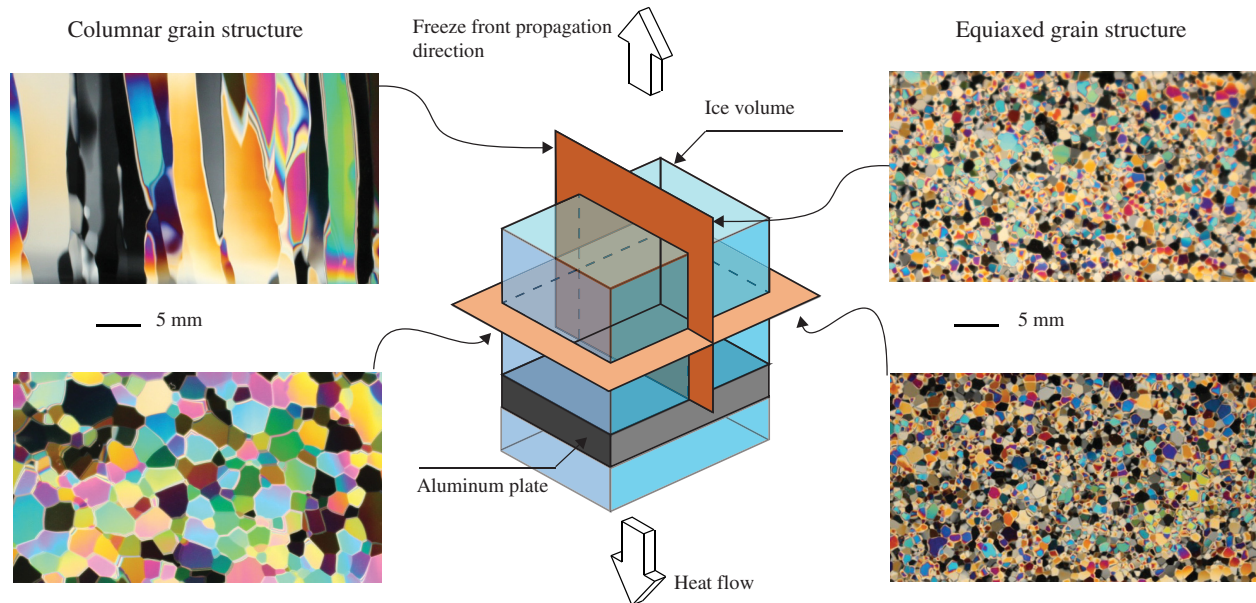 Columnar grain structure
Freeze front propagation
direction
Equiaxed grain structure
Ice volume
5 mm
5 mm
Aluminum plate
Heat flow